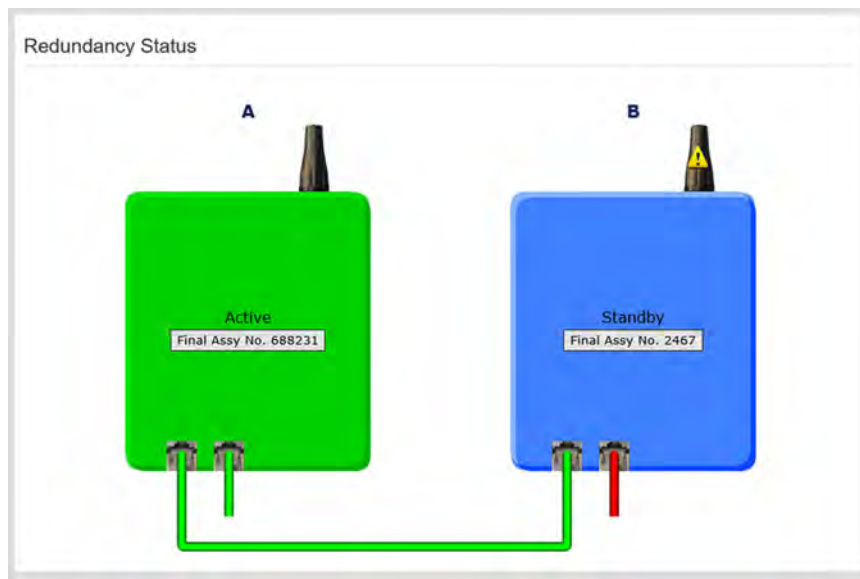 Redundancy Status
A
B
Active
Final Assy No. 688231
Standby
Final Assy No. 2467